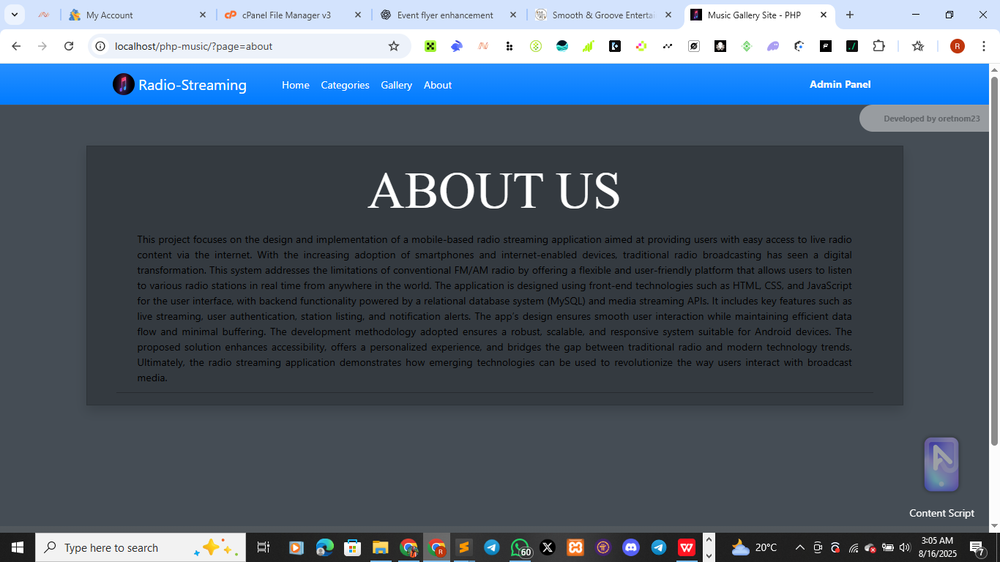 My Account
cPanel File Manager v3
Event flyer enhancement
Smooth & Groove Enterta
Music Gallery Site - PHP
localhost/php-music/?page=about
R
Radio-Streaming
Home
Categories
Gallery
About
Admin Panel
Developed by oretnom23
ABOUT US
This project focuses on the design and implementation of a mobile-based radio streaming application aimed at providing users with easy access to live radio
content via the internet. With the increasing adoption of smartphones and internet-enabled devices, traditional radio broadcasting has seen a digital
transformation. This system addresses the limitations of conventional FM/AM radio by offering a flexible and user-friendly platform that allows users to listen
to various radio stations in real time from anywhere in the world. The application is designed using front-end technologies such as HTML, CSS, and JavaScript
for the user interface, with backend functionality powered by a relational database system (MySQL) and media streaming APIs. It includes key features such as
live streaming, user authentication, station listing, and notification alerts. The app's design ensures smooth user interaction while maintaining efficient data
flow and minimal buffering. The development methodology adopted ensures a robust, scalable, and responsive system suitable for Android devices. The
proposed solution enhances accessibility, offers a personalized experience, and bridges the gap between traditional radio and modern technology trends.
Ultimately, the radio streaming application demonstrates how emerging technologies can be used to revolutionize the way users interact with broadcast
media.
Content Script
Type here to search
60
20°C
3:05 AM
8/16/2025
7